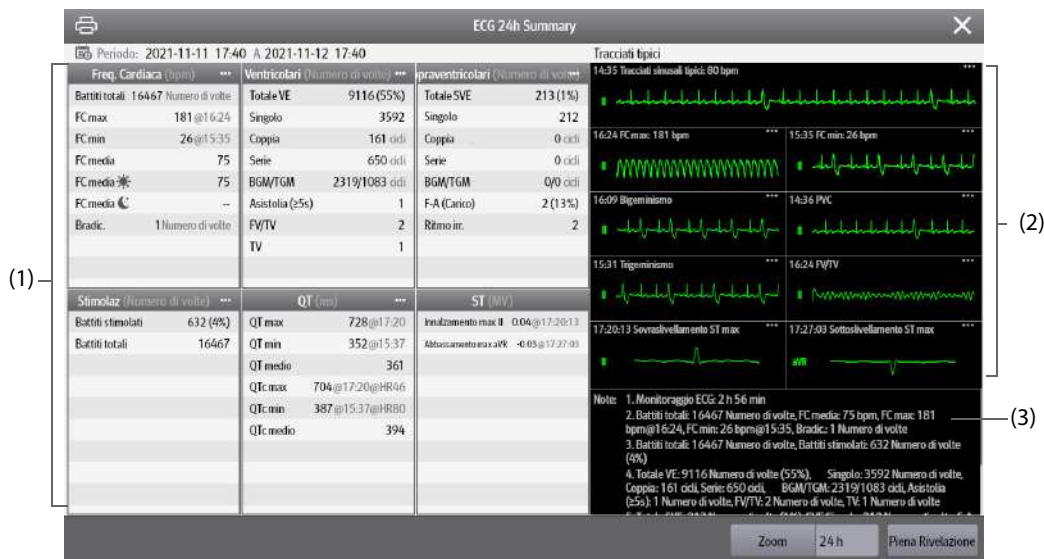 ECG 24h Summary
Periodo: 2021-11-11 17:40 A 2021-11-12 17:40
Freq. Cardiaca (bpm) •••
Battiti totali 16467 Numero di volte
FC max 181@16:24
FC min 26@15:35
FC media 75
FC media 75
FC media --
Bradic. 1 Numero di volte
Ventricolari (Numero di volte) •••
Totale VE 9116 (55%)
Singolo 3592
Coppia 161 cicli
Serie 650 cicli
BGM/TGM 2319/1083 cicli
Asistolia (≥5s) 1
FV/TV 2
TV 1
praventricolari (Numero di volte) •••
Totale SVE 213 (1%)
Singolo 212
Coppia 0 cicli
Serie 0 cicli
BGM/TGM 0/0 cicli
F-A (Carico) 2 (13%)
Ritmo irr. 2
Stimolaz (Numero di volte) •••
Battiti stimolati 632 (4%)
Battiti totali 16467
QT (ms) •••
QT max 728@17:20
QT min 352@15:37
QT medio 361
QTc max 704@17:20@HR46
QTc min 387@15:37@HR80
QTc medio 394
ST (MV)
Innalzamento max II 0.04@17:20:13
Abbassamento max aVR -0.03@17:27:03
Tracciati tipici
14:35 Tracciati sinusali tipici: 80 bpm •••
II
16:24 FC max: 181 bpm •••
II
15:35 FC min: 26 bpm •••
II
16:09 Bigeminismo •••
II
14:36 PVC •••
II
15:31 Trigeminismo •••
II
16:24 FV/TV •••
II
17:20:13 Sovraslivellamento ST max •••
II
17:27:03 Sottoslivellamento ST max •••
aVR
Note: 1. Monitoraggio ECG: 2 h 56 min
2. Battiti totali: 16467 Numero di volte, FC media: 75 bpm, FC max: 181
bpm@16:24, FC min: 26 bpm@15:35, Bradic.: 1 Numero di volte
3. Battiti totali: 16467 Numero di volte, Battiti stimolati: 632 Numero di volte
(4%)
4. Totale VE: 9116 Numero di volte (55%), Singolo: 3592 Numero di volte,
Coppia: 161 cicli, Serie: 650 cicli, BGM/TGM: 2319/1083 cicli, Asistolia
(≥5s): 1 Numero di volte, FV/TV: 2 Numero di volte, TV: 1 Numero di volte
Zoom 24 h Piena Rivelazione
(1)
(2)
(3)